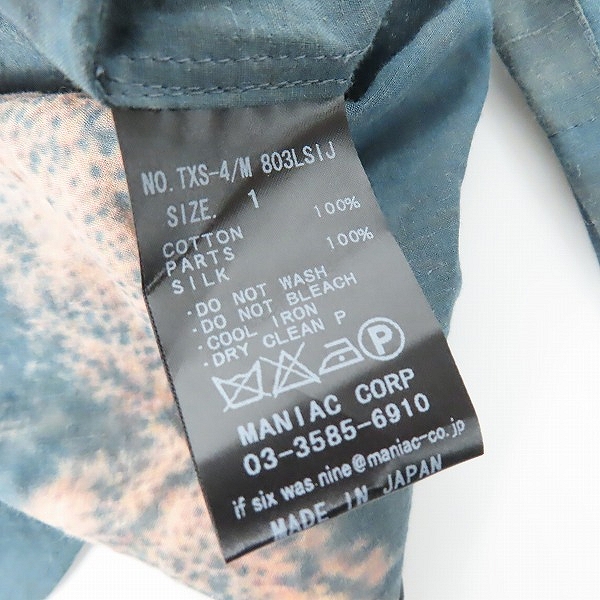 NO. TXS-4/M 803LSIJ
SIZE. 1
COTTON 100%
PARTS
SILK 100%
·DO NOT WASH
·DO NOT BLEACH
·COOL IRON
·DRY CLEAN P
P
MANIAC CORP
03-3585-6910
if six was nine@maniac-co.jp
MADE IN JAPAN